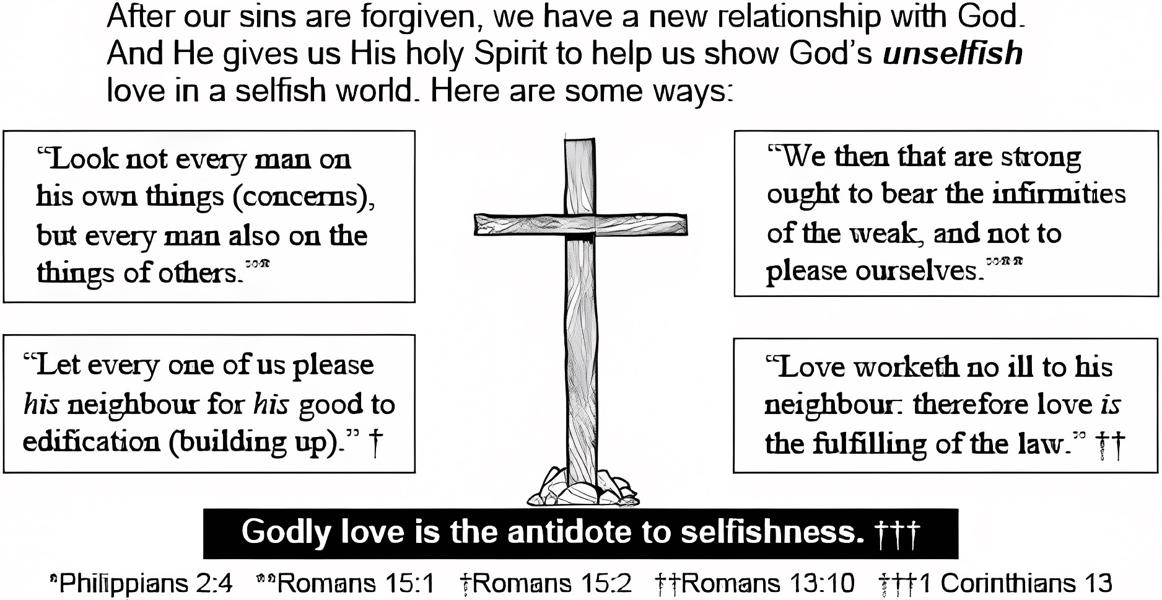 After our sins are forgiven, we have a new relationship with God.
And He gives us His holy Spirit to help us show God's unselfish
love in a selfish world. Here are some ways:
“Look not every man on
his own things (concerns),
but every man also on the
things of others.”*
“We then that are strong
ought to bear the infirmities
of the weak, and not to
please ourselves.”**
“Let every one of us please
his neighbour for his good to
edification (building up).” †
“Love worketh no ill to his
neighbour: therefore love is
the fulfilling of the law.” ††
Godly love is the antidote to selfishness. †††
*Philippians 2:4 **Romans 15:1 †Romans 15:2 ††Romans 13:10 †††1 Corinthians 13